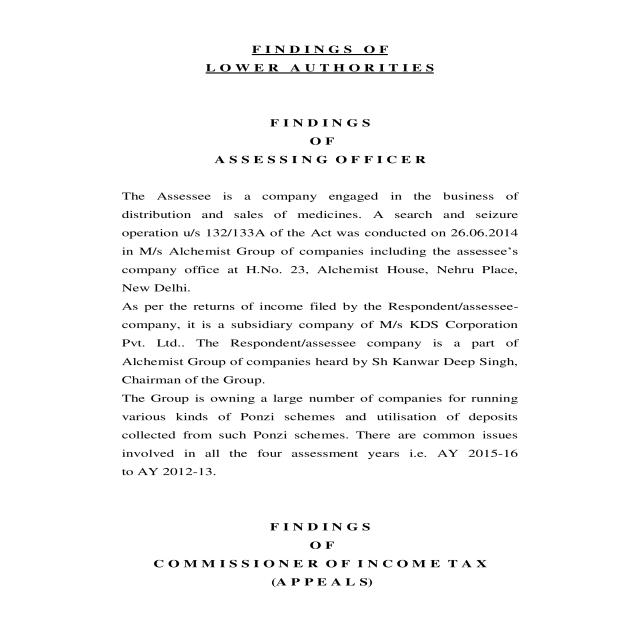 FINDINGS OF
LOWER AUTHORITIES
FINDINGS
OF
ASSESSING OFFICER
The Assessee is a company engaged in the business of
distribution and sales of medicines. A search and seizure
operation u/s 132/133A of the Act was conducted on 26.06.2014
in M/s Alchemist Group of companies including the assessee's
company office at H.No. 23, Alchemist House, Nehru Place,
New Delhi.
As per the returns of income filed by the Respondent/assessee-
company, it is a subsidiary company of M/s KDS Corporation
Pvt. Ltd.. The Respondent/assessee company is a part of
Alchemist Group of companies heard by Sh Kanwar Deep Singh,
Chairman of the Group.
The Group is owning a large number of companies for running
various kinds of Ponzi schemes and utilisation of deposits
collected from such Ponzi schemes. There are common issues
involved in all the four assessment years i.e. AY 2015-16
to AY 2012-13.
FINDINGS
OF
COMMISSIONER OF INCOME TAX
(APPEALS)